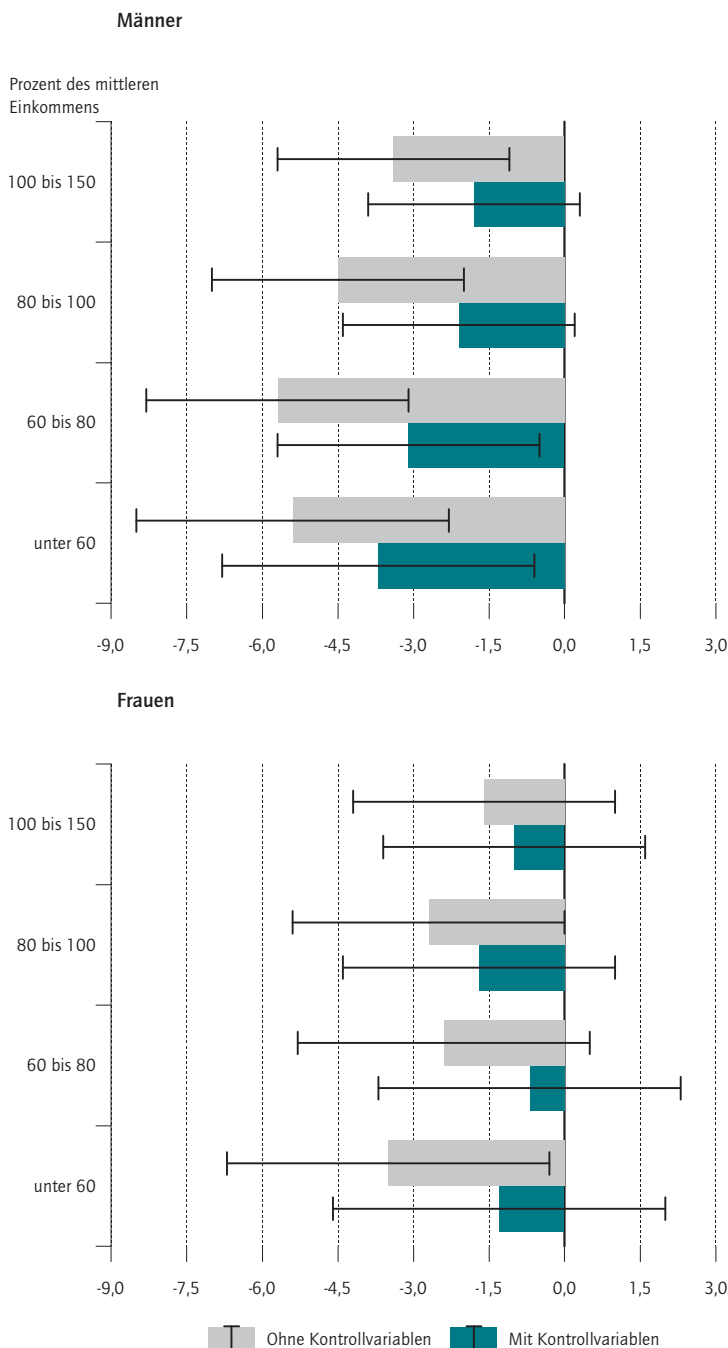 Männer
Prozent des mittleren
Einkommens
100 bis 150
80 bis 100
60 bis 80
unter 60
-9,0 -7,5 -6,0 -4,5 -3,0 -1,5 0,0 1,5 3,0
Frauen
100 bis 150
80 bis 100
60 bis 80
unter 60
-9,0 -7,5 -6,0 -4,5 -3,0 -1,5 0,0 1,5 3,0
Ohne Kontrollvariablen Mit Kontrollvariablen